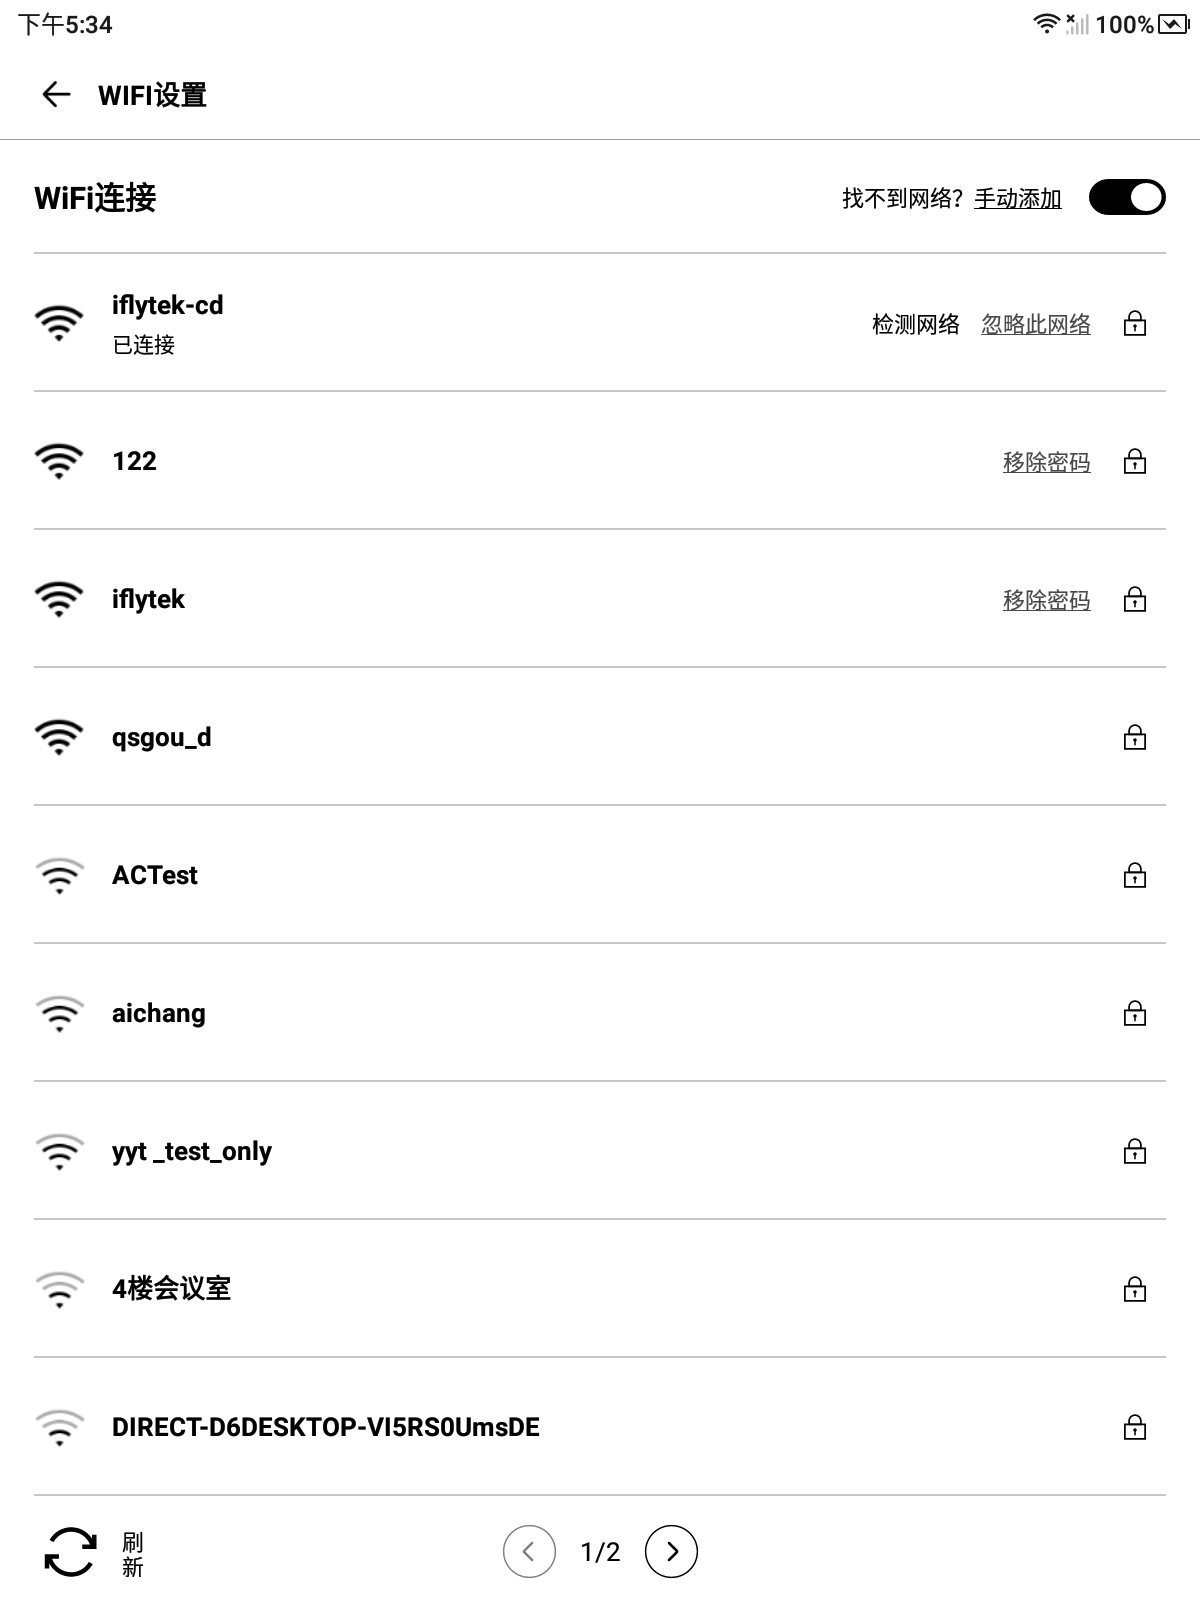 下午5:34
100%
WIFI设置
WiFi连接
找不到网络？手动添加
iflytek-cd
已连接
检测网络 忽略此网络
122
移除密码
iflytek
移除密码
qsgou_d
ACTest
aichang
yyt _test_only
4楼会议室
DIRECT-D6DESKTOP-VI5RS0UmsDE
刷
新
1/2